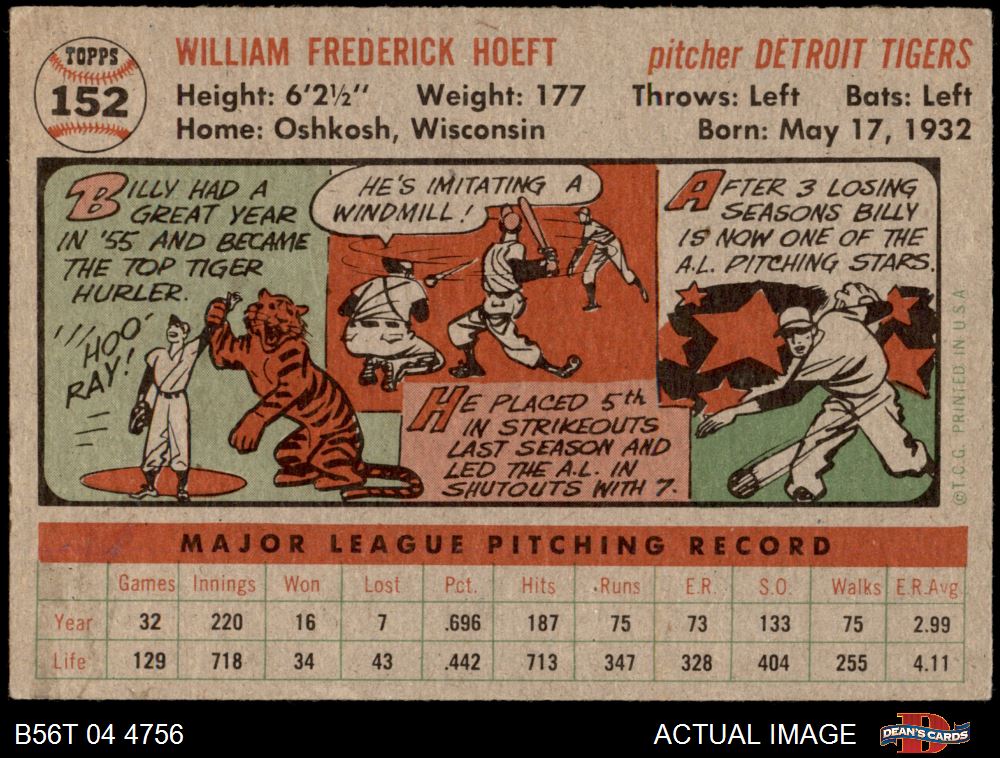 TOPPS
152
WILLIAM FREDERICK HOEFT
pitcher DETROIT TIGERS
Height: 6'2½" Weight: 177 Throws: Left Bats: Left
Home: Oshkosh, Wisconsin Born: May 17, 1932
BILLY HAD A
GREAT YEAR
IN '55 AND BECAME
THE TOP TIGER
HURLER.
HOO
RAY!
HE'S IMITATING A
WINDMILL!
HE PLACED 5th
IN STRIKEOUTS
LAST SEASON AND
LED THE A.L. IN
SHUTOUTS WITH 7.
AFTER 3 LOSING
SEASONS BILLY
IS NOW ONE OF THE
A.L. PITCHING STARS.
© T.C.G. PRINTED IN U.S.A.
MAJOR LEAGUE PITCHING RECORD
Games Innings Won Lost Pct. Hits Runs E.R. S.O. Walks E.R.Avg
Year 32 220 16 7 .696 187 75 73 133 75 2.99
Life 129 718 34 43 .442 713 347 328 404 255 4.11
B56T 04 4756
ACTUAL IMAGE
DEAN'S CARDS